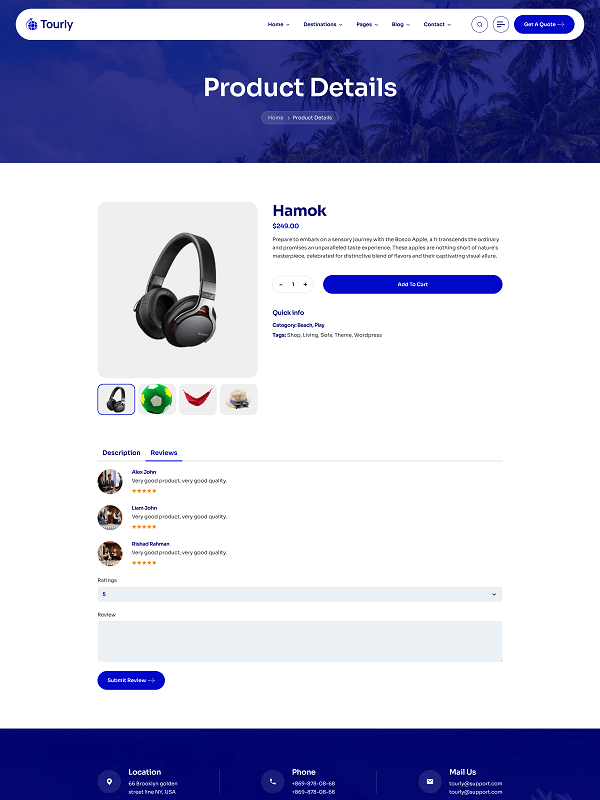 Tourly
Home
Destinations
Pages
Blog
Contact
Get A Quote
Product Details
Home > Product Details
Hamok
$249.00
Prepare to embark on a sensory journey with the Bosco Apple, a fr transcends the ordinary
and promises an unparalleled taste experience. These apples are nothing short of nature's
masterpiece, celebrated for distinctive blend of flavors and their captivating visual allure.
- 1 +
Add To Cart
Quick info
Category: Beach, Play
Tags: Shop, Living, Sofa, Theme, Wordpress
Description
Reviews
Alex John
Very good product, very good quality.
Liam John
Very good product, very good quality.
Rishad Rahman
Very good product, very good quality.
Ratings
5
Review
Submit Review
Location
66 Brooklyn golden
street line NY, USA
Phone
+869-878-08-68
+869-878-08-68
Mail Us
tourly@support.com
tourly@support.com